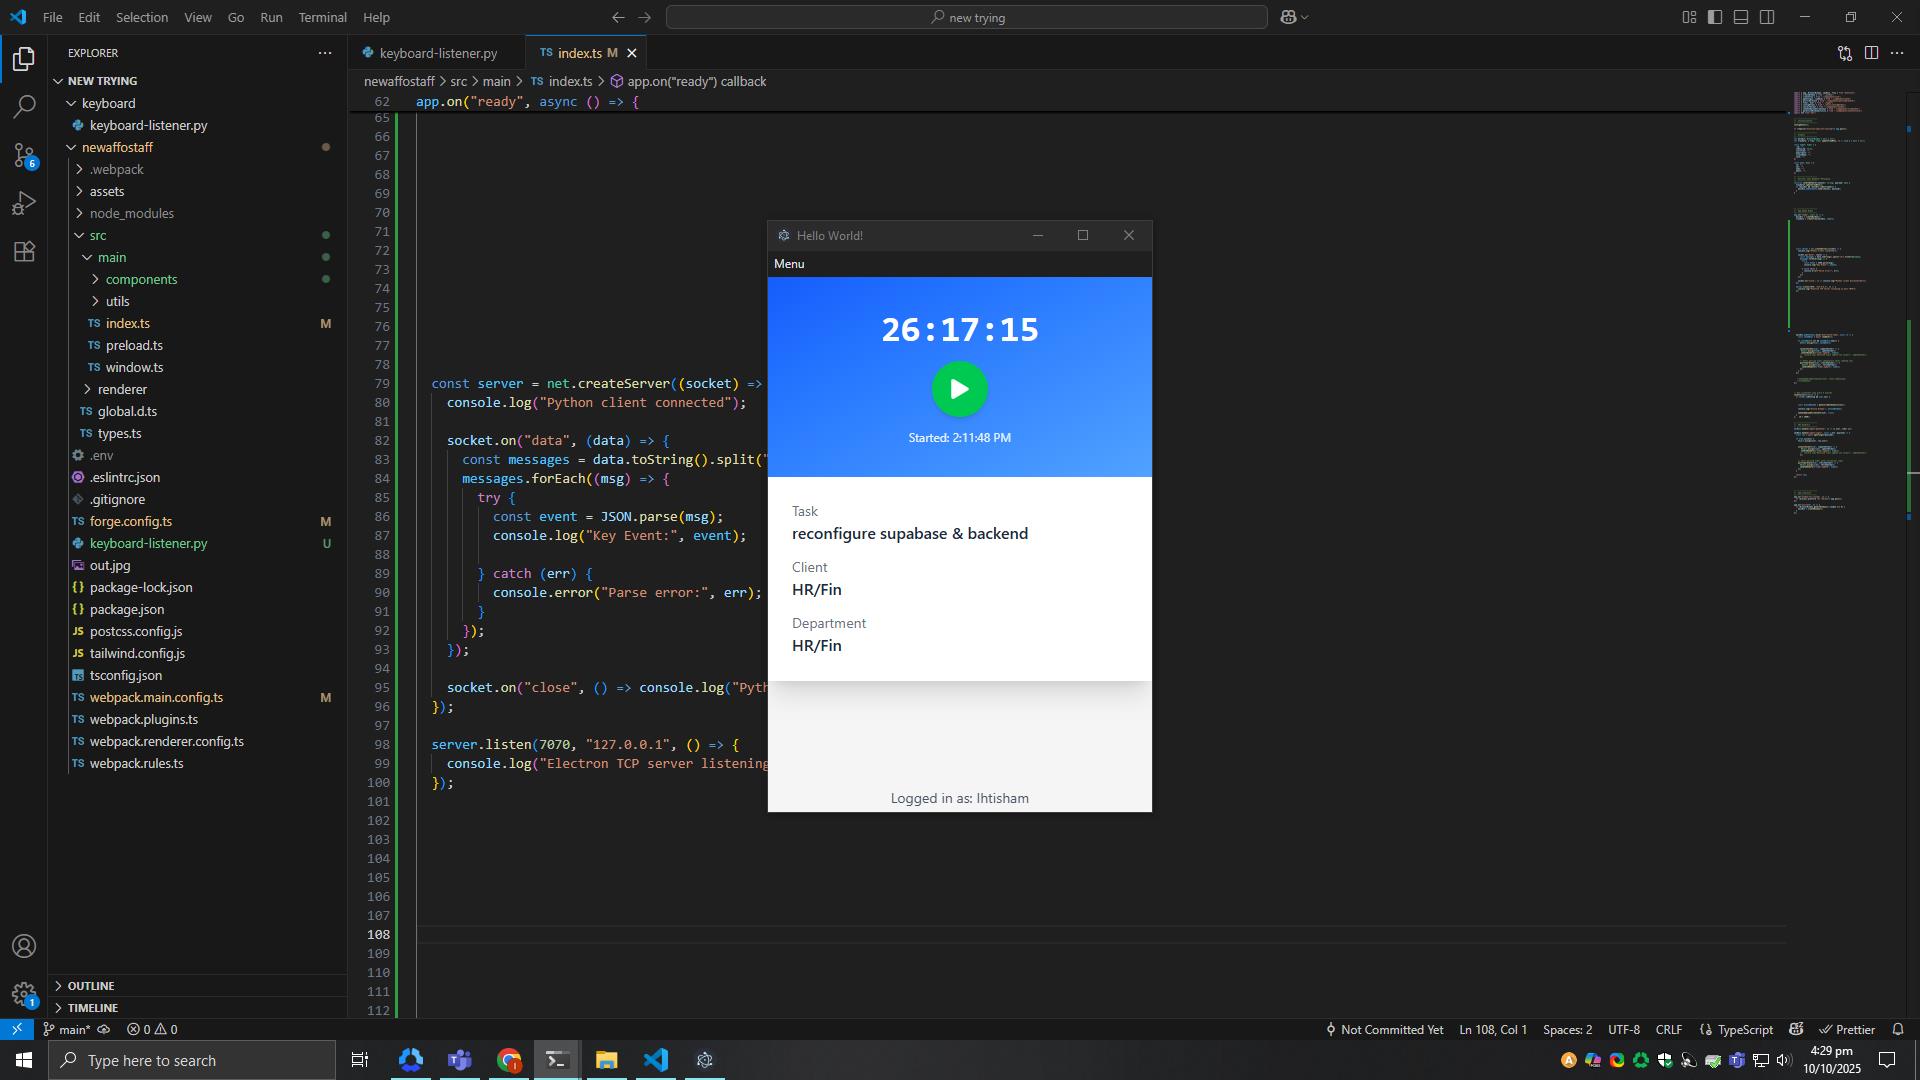 File Edit Selection View Go Run Terminal Help
new trying
EXPLORER
NEW TRYING
keyboard
keyboard-listener.py
newaffostaff
.webpack
assets
node_modules
src
main
components
utils
TS index.ts M
TS preload.ts
TS window.ts
renderer
TS global.d.ts
TS types.ts
.env
.eslintrc.json
.gitignore
TS forge.config.ts M
keyboard-listener.py U
out.jpg
{} package-lock.json
{} package.json
JS postcss.config.js
JS tailwind.config.js
tsconfig.json
TS webpack.main.config.ts M
TS webpack.plugins.ts
TS webpack.renderer.config.ts
TS webpack.rules.ts
OUTLINE
TIMELINE
6
1
keyboard-listener.py
TS index.ts M
newaffostaff > src > main > TS index.ts > app.on("ready") callback
62 app.on("ready", async () => {
65
66
67
68
69
70
71
72
73
74
75
76
77
78
79 const server = net.createServer((socket) =>
80 console.log("Python client connected");
81
82 socket.on("data", (data) => {
83 const messages = data.toString().split("
84 messages.forEach((msg) => {
85 try {
86 const event = JSON.parse(msg);
87 console.log("Key Event:", event);
88
89 } catch (err) {
90 console.error("Parse error:", err);
91 }
92 });
93 });
94
95 socket.on("close", () => console.log("Pyth
96 });
97
98 server.listen(7070, "127.0.0.1", () => {
99 console.log("Electron TCP server listening
100 });
101
102
103
104
105
106
107
108
109
110
111
112
Hello World!
Menu
26:17:15
Started: 2:11:48 PM
Task
reconfigure supabase & backend
Client
HR/Fin
Department
HR/Fin
Logged in as: Ihtisham
main* 0 0
Not Committed Yet Ln 108, Col 1 Spaces: 2 UTF-8 CRLF {} TypeScript Prettier
Type here to search
4:29 pm
10/10/2025